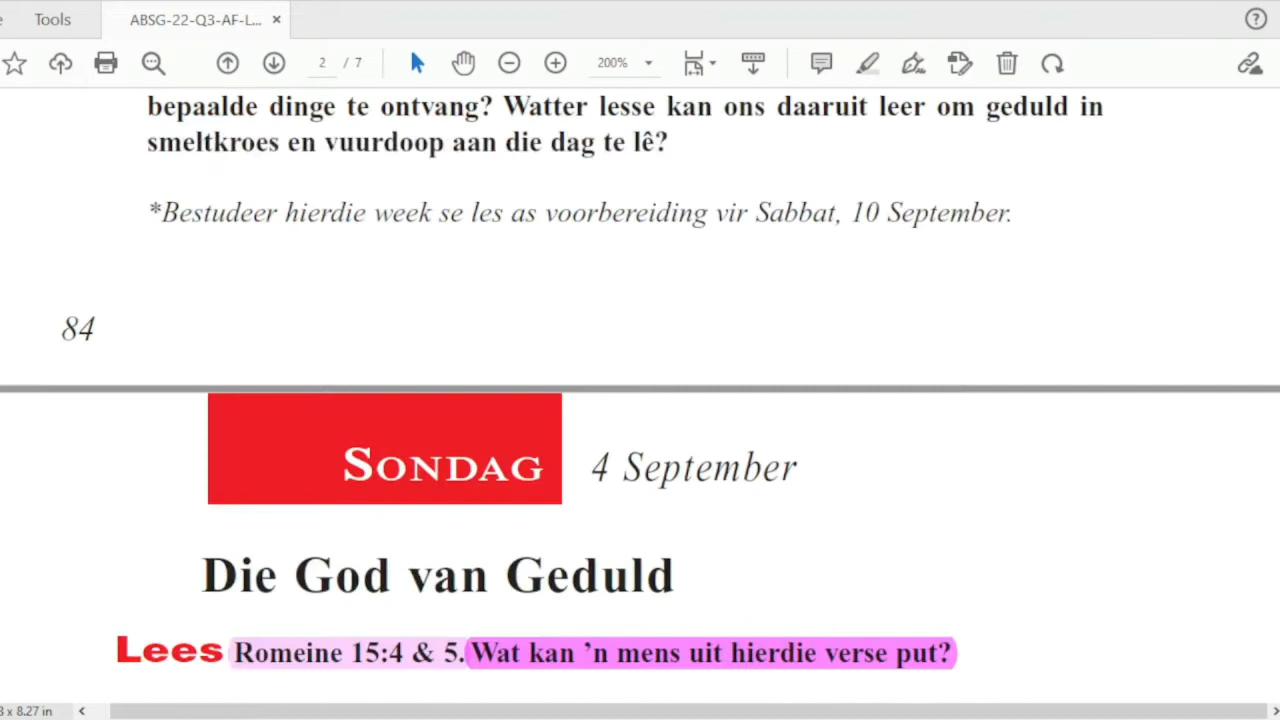 Tools
ABSG-22-Q3-AF-L... ×
2 / 7
200%
bepaalde dinge te ontvang? Watter lesse kan ons daaruit leer om geduld in
smeltkroes en vuurdoop aan die dag te lê?
*Bestudeer hierdie week se les as voorbereiding vir Sabbat, 10 September.
84
SONDAG 4 September
Die God van Geduld
Lees Romeine 15:4 & 5. Wat kan ’n mens uit hierdie verse put?
x 8.27 in